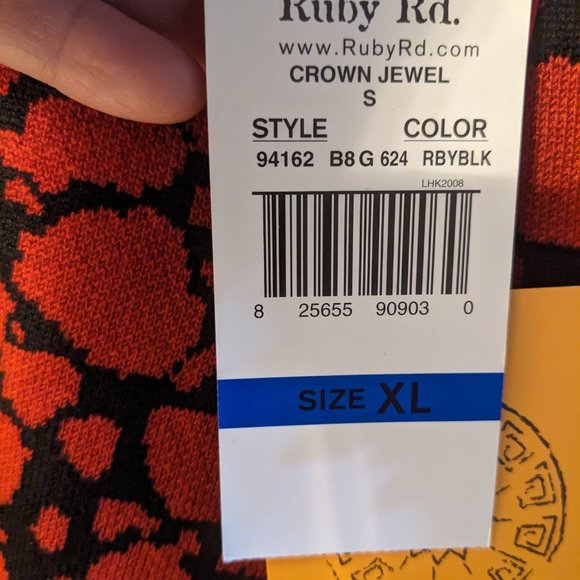 Ruby Rd.
www.RubyRd.com
CROWN JEWEL
S
STYLE COLOR
94162 B8G 624 RBYBLK
LHK2008
8 25655 90903 0
SIZE XL